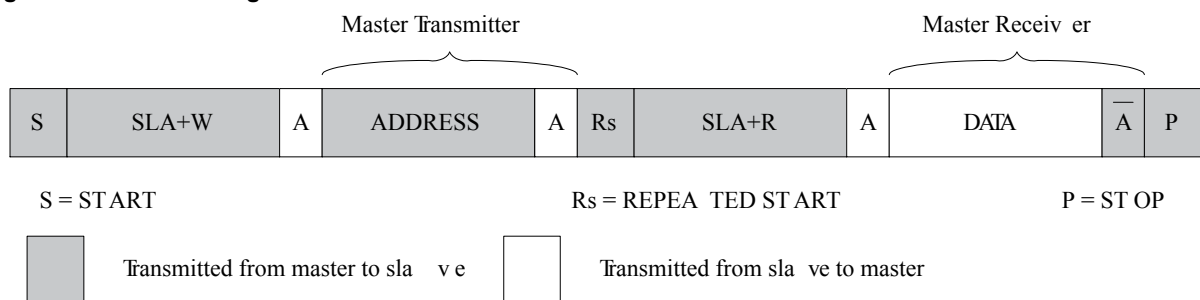 Master Transmitter Master Receiv er
S SLA+W A ADDRESS A Rs SLA+R A DATA A̅ P
S = ST ART Rs = REPEA TED ST ART P = ST OP
Transmitted from master to sla v e Transmitted from sla ve to master